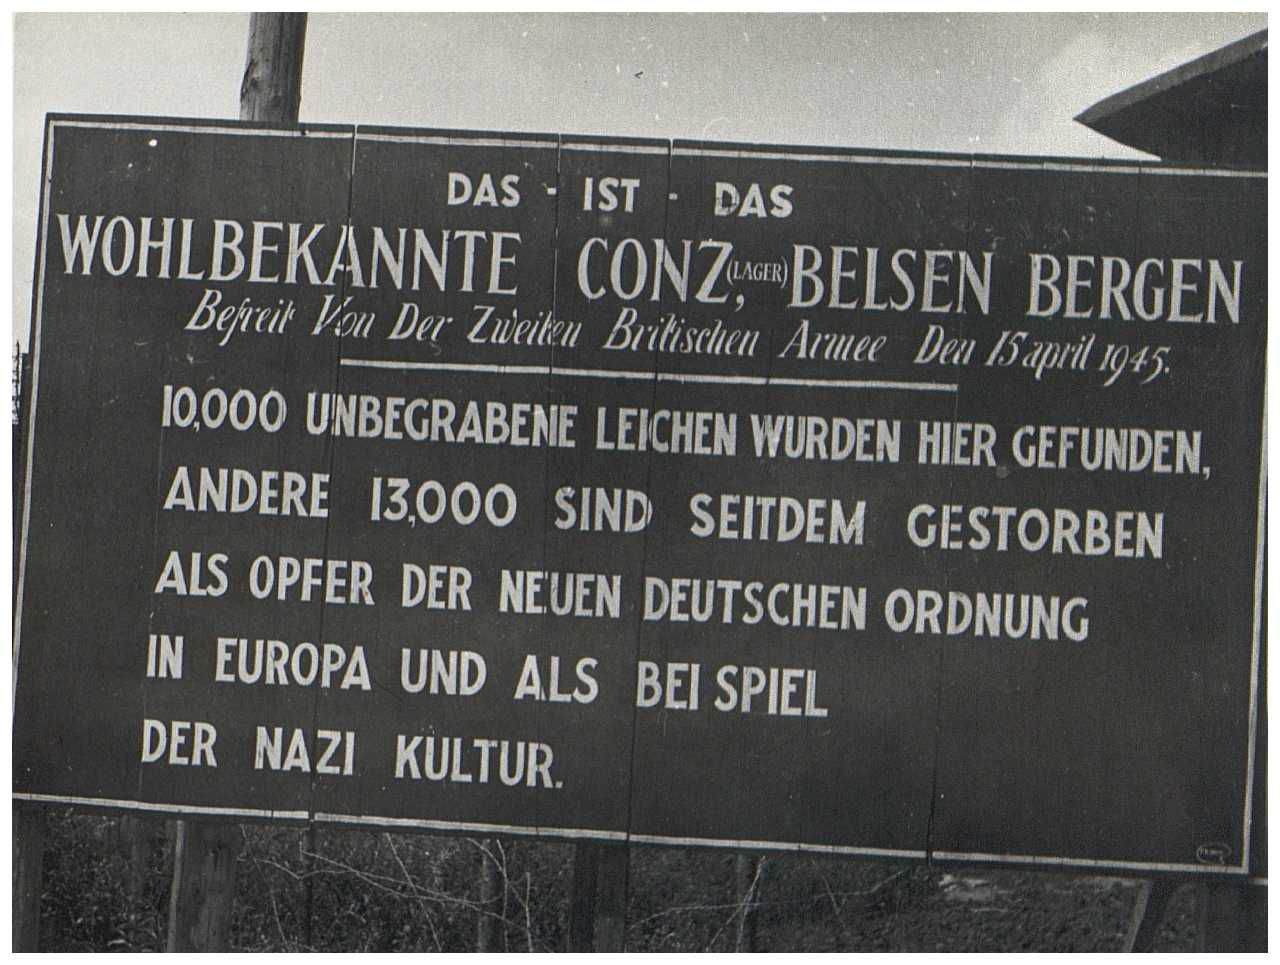 DAS - IST - DAS
WOHLBEKANNTE CONZ,(LAGER) BELSEN BERGEN
Befreit Von Der Zweiten Britischen Armee Den 15 april 1945.
10,000 UNBEGRABENE LEICHEN WURDEN HIER GEFUNDEN,
ANDERE 13,000 SIND SEITDEM GESTORBEN
ALS OPFER DER NEUEN DEUTSCHEN ORDNUNG
IN EUROPA UND ALS BEISPIEL
DER NAZI KULTUR.